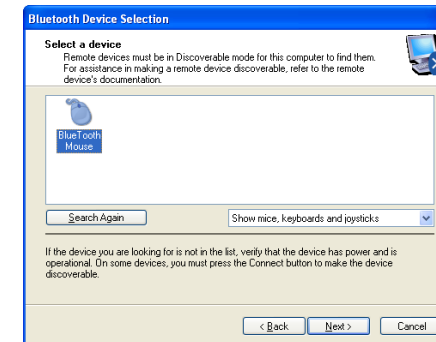 Bluetooth Device Selection
Select a device
Remote devices must be in Discoverable mode for this computer to find them.
For assistance in making a remote device discoverable, refer to the remote
device's documentation.
BlueTooth
Mouse
Search Again
Show mice, keyboards and joysticks
If the device you are looking for is not in the list, verify that the device has power and is
operational. On some devices, you must press the Connect button to make the device
discoverable.
< Back
Next >
Cancel